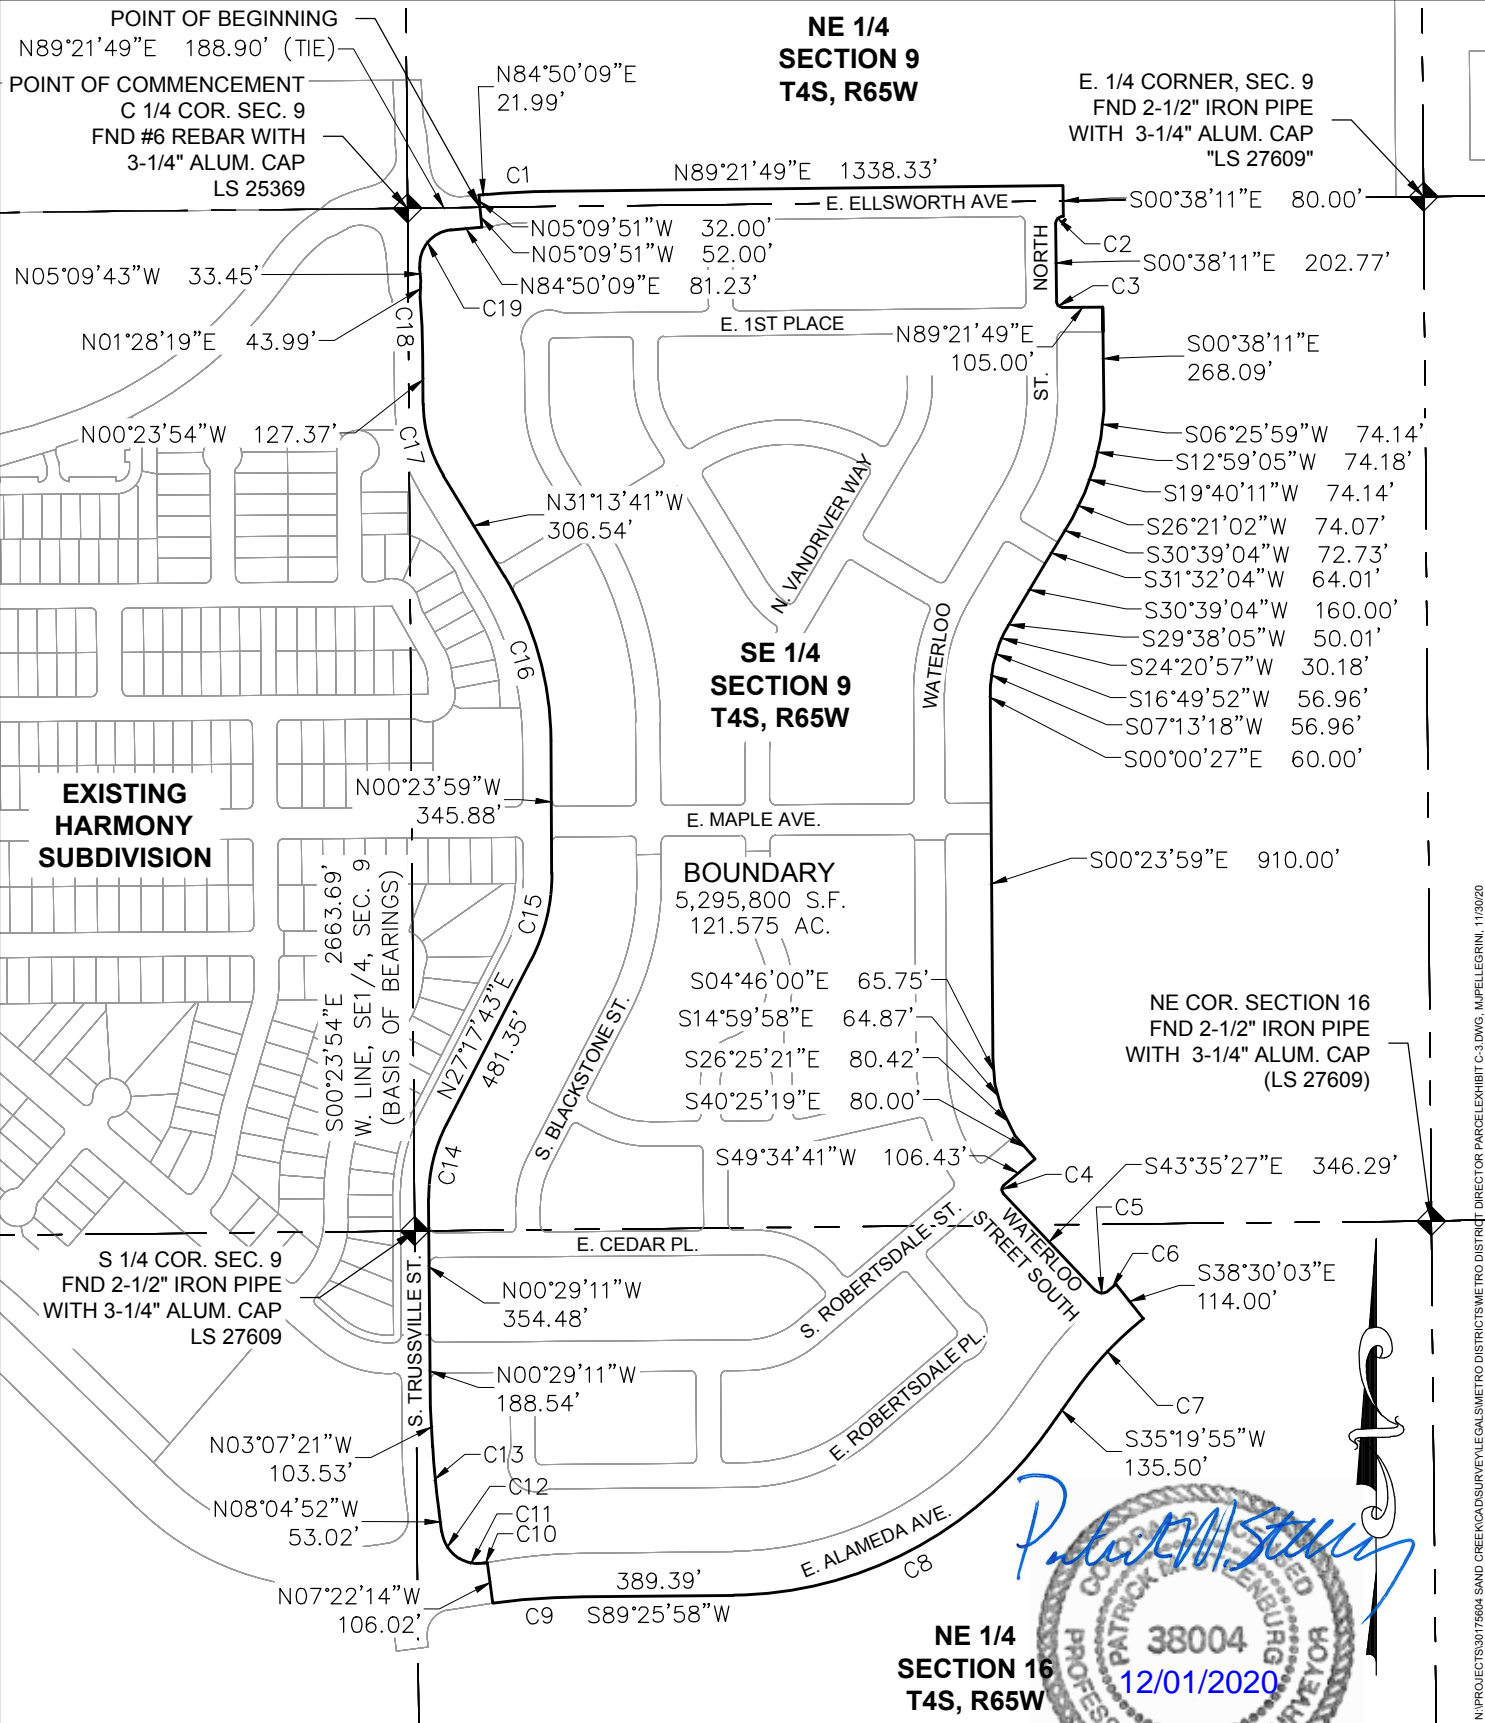 POINT OF BEGINNING
N89°21'49"E 188.90' (TIE)
POINT OF COMMENCEMENT
C 1/4 COR. SEC. 9
FND #6 REBAR WITH
3-1/4" ALUM. CAP
LS 25369
N84°50'09"E
21.99'
NE 1/4
SECTION 9
T4S, R65W
E. 1/4 CORNER, SEC. 9
FND 2-1/2" IRON PIPE
WITH 3-1/4" ALUM. CAP
"LS 27609"
C1
N89°21'49"E 1338.33'
E. ELLSWORTH AVE
S00°38'11"E 80.00'
N05°09'51"W 32.00'
N05°09'51"W 52.00'
N84°50'09"E 81.23'
C19
N05°09'43"W 33.45'
C18
N01°28'19"E 43.99'
NORTH
C2
S00°38'11"E 202.77'
C3
E. 1ST PLACE
N89°21'49"E
105.00'
ST.
S00°38'11"E
268.09'
N00°23'54"W 127.37'
C17
S06°25'59"W 74.14'
S12°59'05"W 74.18'
S19°40'11"W 74.14'
S26°21'02"W 74.07'
S30°39'04"W 72.73'
S31°32'04"W 64.01'
S30°39'04"W 160.00'
S29°38'05"W 50.01'
S24°20'57"W 30.18'
S16°49'52"W 56.96'
S07°13'18"W 56.96'
S00°00'27"E 60.00'
N31°13'41"W
306.54'
N. VANDRIVER WAY
WATERLOO
C16
SE 1/4
SECTION 9
T4S, R65W
N00°23'59"W
345.88'
EXISTING
HARMONY
SUBDIVISION
E. MAPLE AVE.
S00°23'59"E 910.00'
BOUNDARY
5,295,800 S.F.
121.575 AC.
C15
S00°23'54"E 2663.69'
W. LINE, SE1/4, SEC. 9
(BASIS OF BEARINGS)
N27°17'43"E
481.35'
S. BLACKSTONE ST.
S04°46'00"E 65.75'
S14°59'58"E 64.87'
S26°25'21"E 80.42'
S40°25'19"E 80.00'
S49°34'41"W 106.43'
NE COR. SECTION 16
FND 2-1/2" IRON PIPE
WITH 3-1/4" ALUM. CAP
(LS 27609)
C4
S43°35'27"E 346.29'
C14
C5
C6
S38°30'03"E
114.00'
WATERLOO
STREET SOUTH
S 1/4 COR. SEC. 9
FND 2-1/2" IRON PIPE
WITH 3-1/4" ALUM. CAP
LS 27609
E. CEDAR PL.
S. TRUSSVILLE ST.
N00°29'11"W
354.48'
S. ROBERTSDALE ST.
E. ROBERTSDALE PL.
N00°29'11"W
188.54'
C7
S35°19'55"W
135.50'
N03°07'21"W
103.53'
C13
C12
C11
C10
N08°04'52"W
53.02'
E. ALAMEDA AVE.
C8
N07°22'14"W
106.02'
389.39'
C9 S89°25'58"W
NE 1/4
SECTION 16
T4S, R65W
38004
12/01/2020
N:\PROJECTS\30175604 SAND CREEK\CAD\SURVEY\LEGALS\METRO DISTRICTS\METRO DISTRICT DIRECTOR PARCEL EXHIBIT C-3.DWG, MJPELLEGRINI, 11/30/20